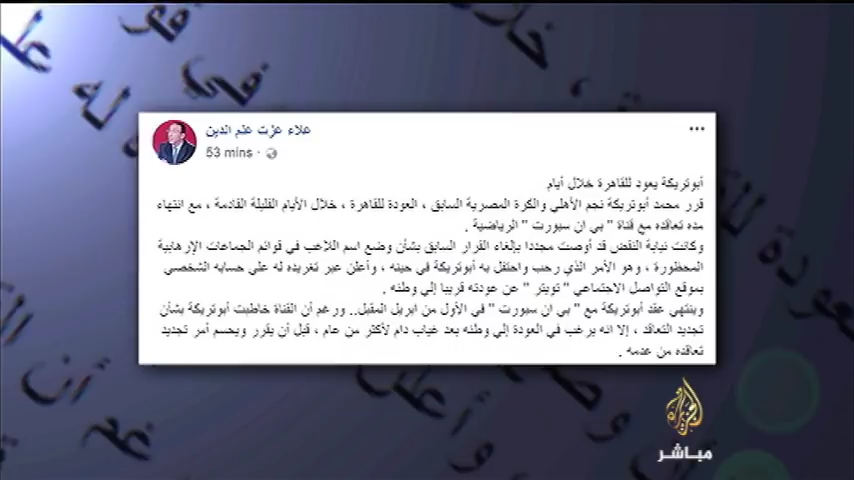 علاء عزت علم الدين
53 mins
أبوتريكة يعود للقاهرة خلال أيام
قرر محمد أبوتريكة نجم الأهلي والكرة المصرية السابق ، العودة للقاهرة ، خلال الأيام القليلة القادمة ، مع انتهاء
مده تعاقده مع قناة " بي ان سبورت " الرياضية .
وكانت نيابة النقض قد أوصت مجددا بإلغاء القرار السابق بشأن وضع اسم اللاعب في قوائم الجماعات الإرهابية
المحظورة ، وهو الأمر الذي رحب واحتفل به أبوتريكة في حينه ، وأعلن عبر تغريده له علي حسابه الشخصي
بموقع التواصل الاجتماعي " تويتر " عن عودته قريبا إلي وطنه .
وينتهي عقد أبوتريكة مع " بي ان سبورت " في الأول من ابريل المقبل.. ورغم أن القناة خاطبت أبوتريكة بشأن
تجديد التعاقد ، إلا انه يرغب في العودة إلي وطنه بعد غياب دام لأكثر من عام ، قبل أن يقرر ويحسم أمر تجديد
تعاقده من عدمه .
الجزيرة
مباشر